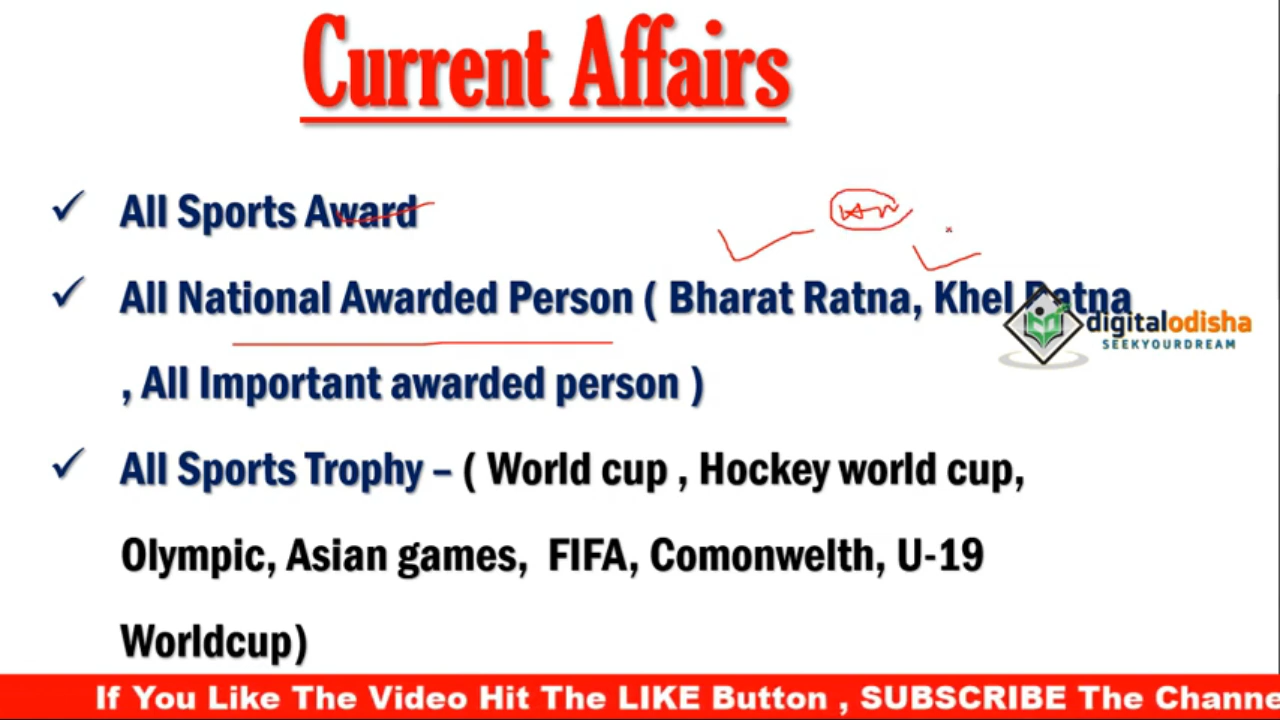 Current Affairs
All Sports Award
All National Awarded Person ( Bharat Ratna, Khel Ratna
, All Important awarded person )
All Sports Trophy – ( World cup , Hockey world cup,
Olympic, Asian games, FIFA, Comonwelth, U-19
Worldcup)
digitalodisha
SEEKYOURDREAM
If You Like The Video Hit The LIKE Button , SUBSCRIBE The Channe